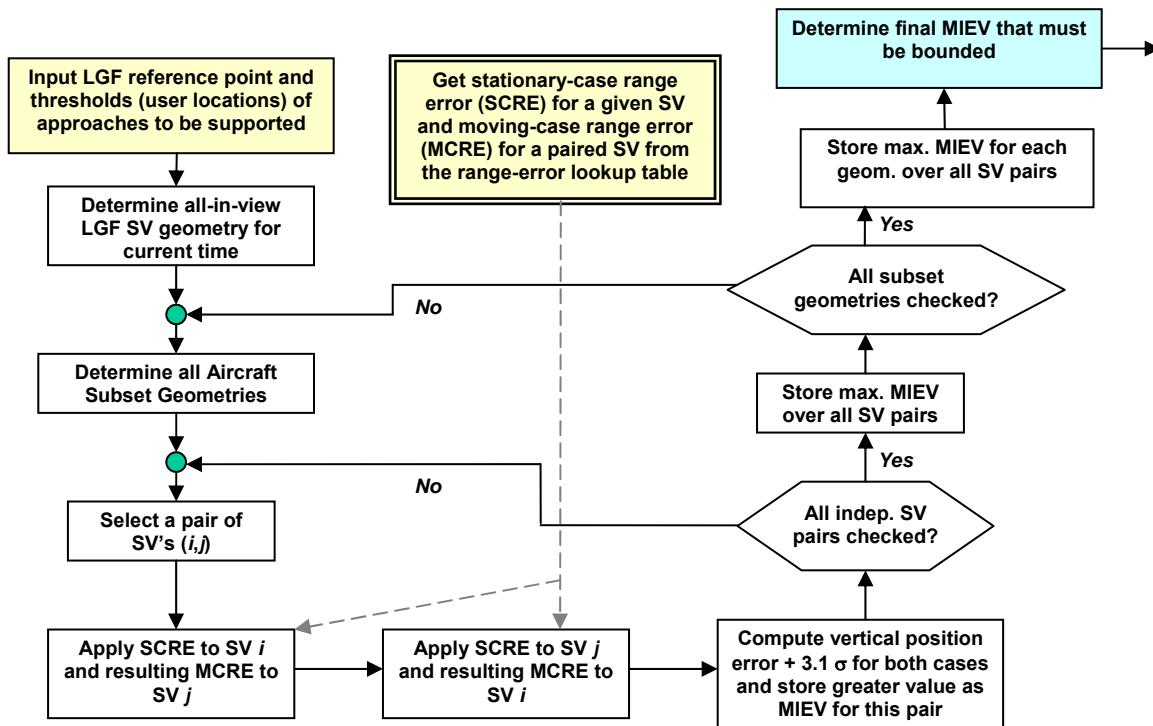 Input LGF reference point and
thresholds (user locations) of
approaches to be supported
Determine all-in-view
LGF SV geometry for
current time
Determine all Aircraft
Subset Geometries
Select a pair of
SV's (i,j)
Apply SCRE to SV i
and resulting MCRE to
SV j
Get stationary-case range
error (SCRE) for a given SV
and moving-case range error
(MCRE) for a paired SV from
the range-error lookup table
Apply SCRE to SV j
and resulting MCRE to
SV i
Compute vertical position
error + 3.1 σ for both cases
and store greater value as
MIEV for this pair
All indep. SV
pairs checked?
No
Yes
Store max. MIEV
over all SV pairs
All subset
geometries checked?
No
Yes
Store max. MIEV for each
geom. over all SV pairs
Determine final MIEV that must
be bounded